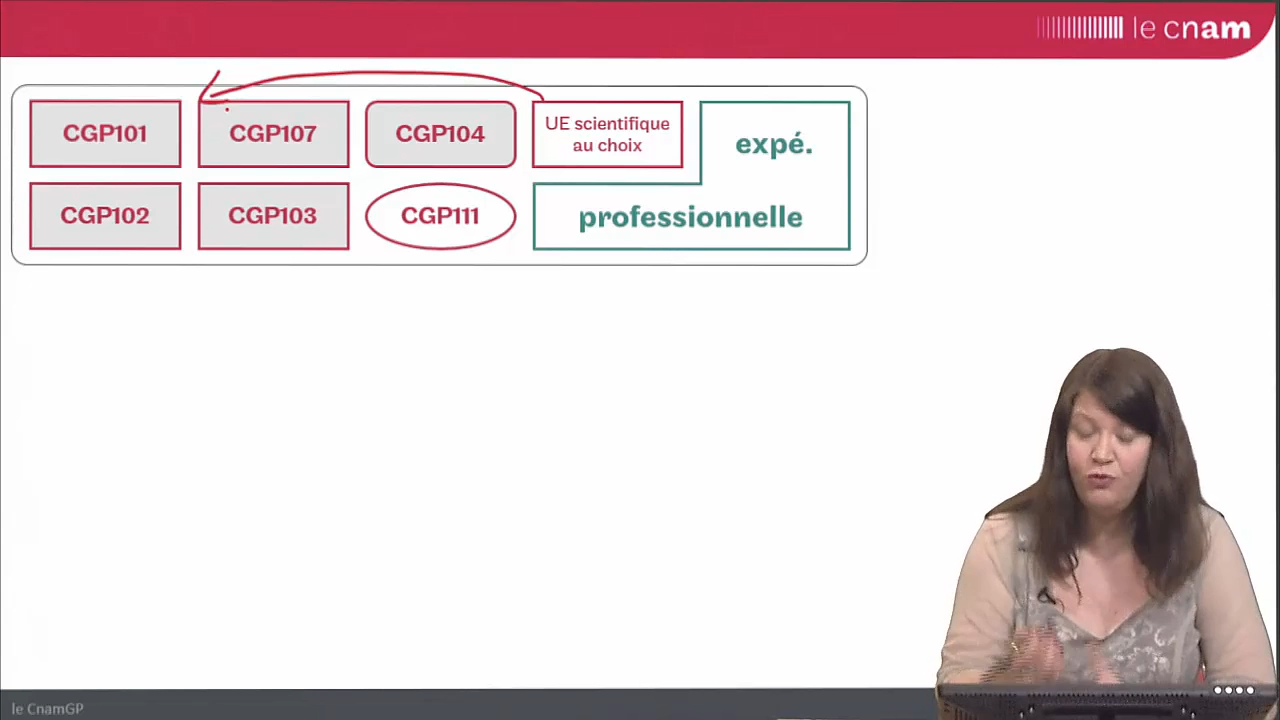 le cnam
CGP101
CGP107
CGP104
UE scientifique
au choix
expé.
CGP102
CGP103
CGP111
professionnelle
le CnamGP